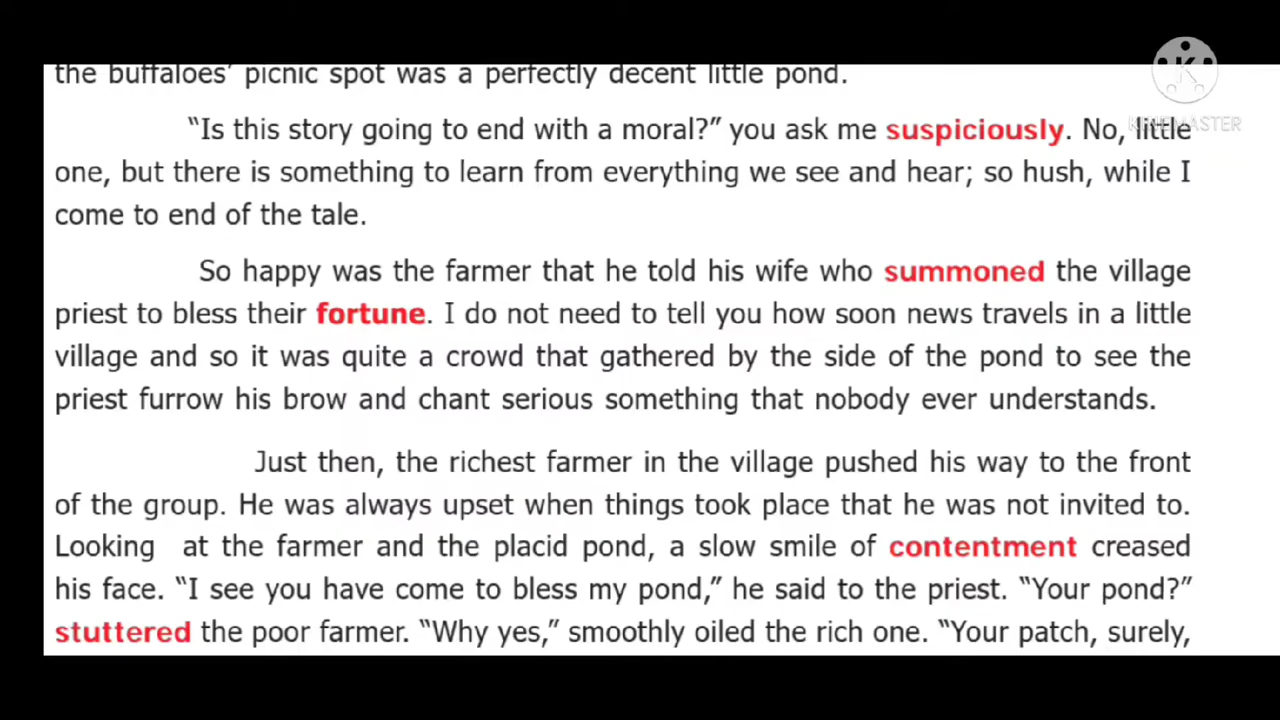 the buffaloes' picnic spot was a perfectly decent little pond.
"Is this story going to end with a moral?" you ask me suspiciously. No, little
one, but there is something to learn from everything we see and hear; so hush, while I
come to end of the tale.
So happy was the farmer that he told his wife who summoned the village
priest to bless their fortune. I do not need to tell you how soon news travels in a little
village and so it was quite a crowd that gathered by the side of the pond to see the
priest furrow his brow and chant serious something that nobody ever understands.
Just then, the richest farmer in the village pushed his way to the front
of the group. He was always upset when things took place that he was not invited to.
Looking at the farmer and the placid pond, a slow smile of contentment creased
his face. "I see you have come to bless my pond," he said to the priest. "Your pond?"
stuttered the poor farmer. "Why yes," smoothly oiled the rich one. "Your patch, surely,
K
KINEMASTER